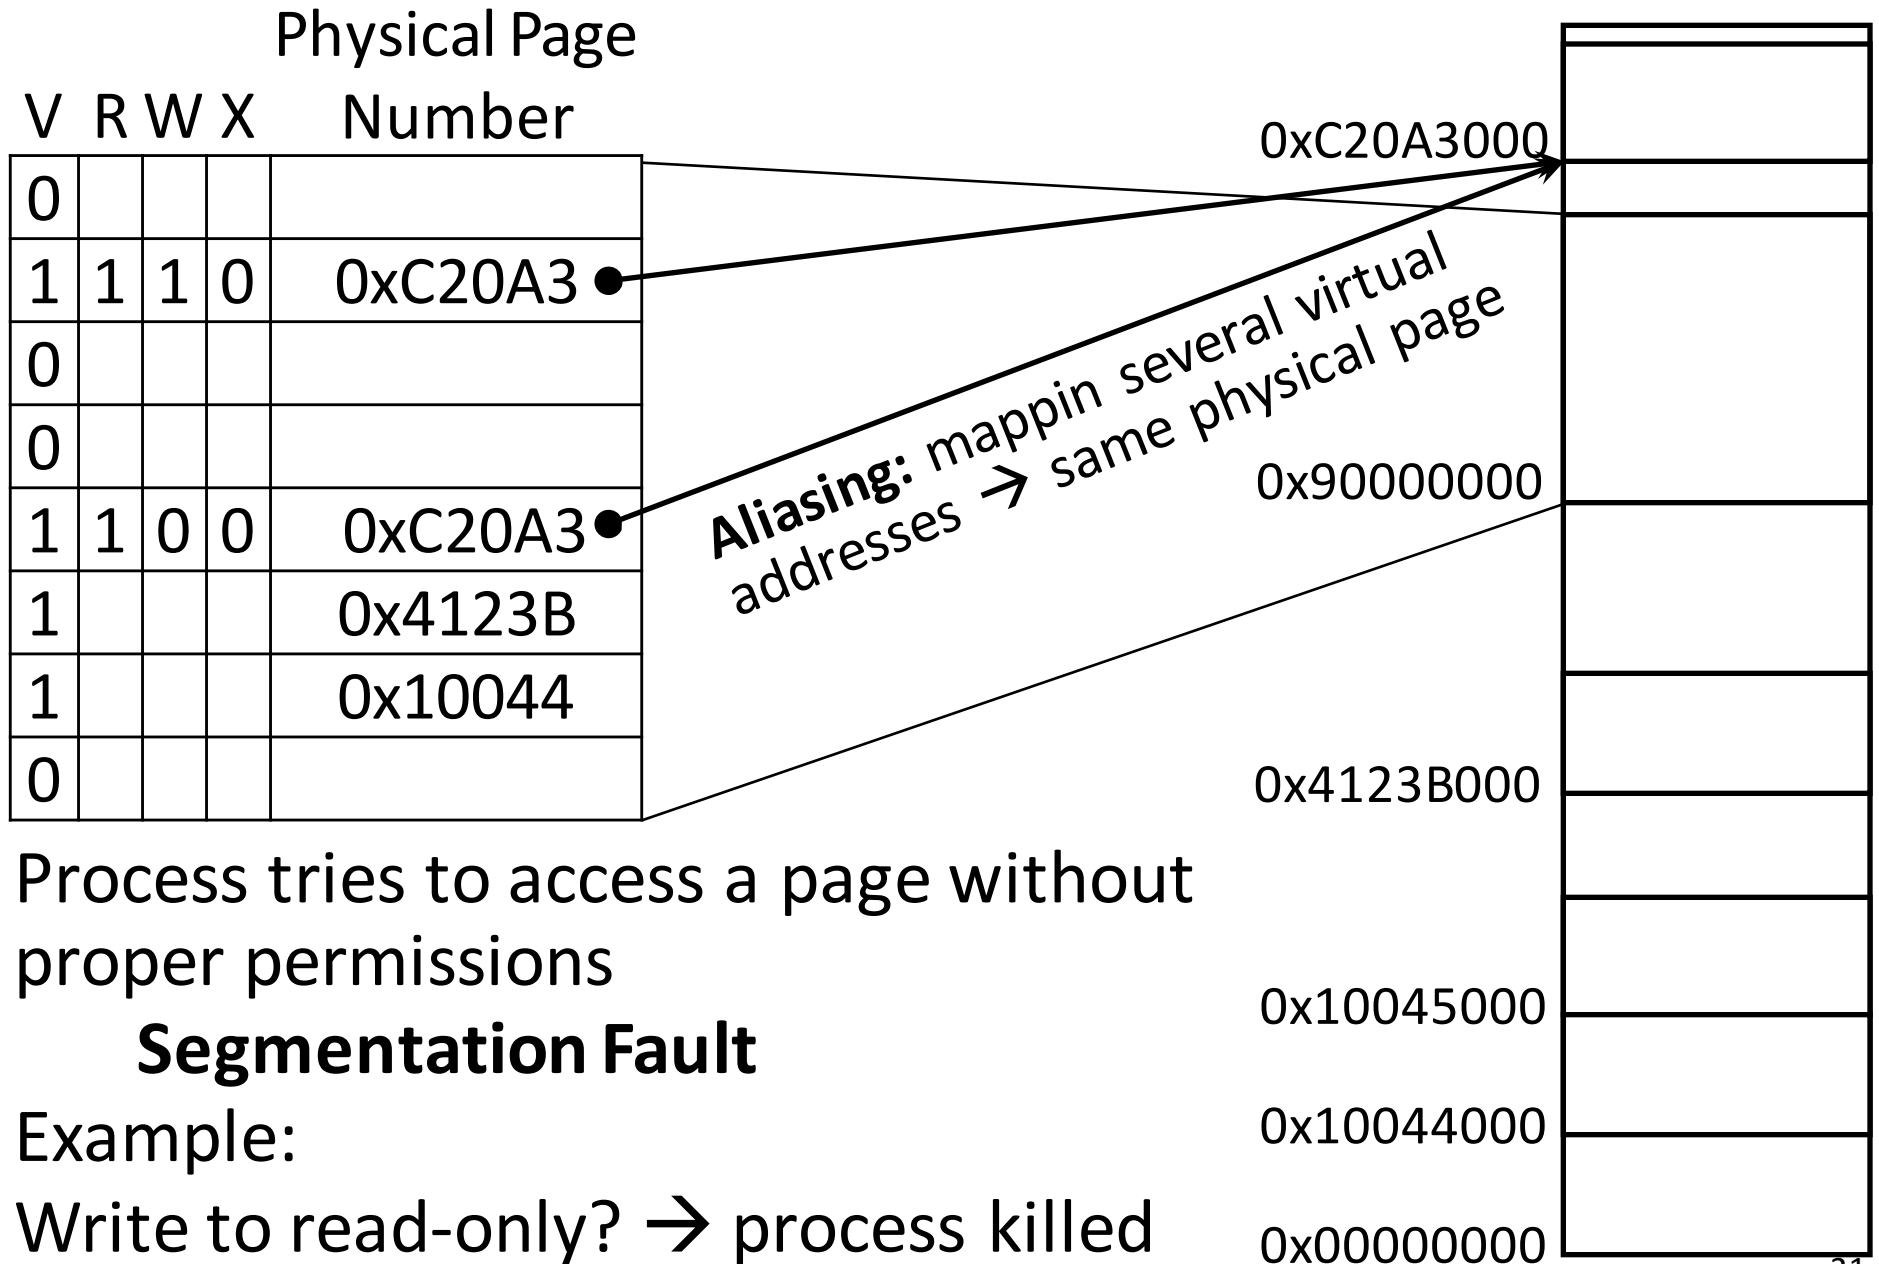 Physical Page
V R W X Number
0
1 1 1 0 0xC20A3
0
0
1 1 0 0 0xC20A3
1 0x4123B
1 0x10044
0
Aliasing: mappin several virtual
addresses → same physical page
0xC20A3000
0x90000000
0x4123B000
0x10045000
0x10044000
0x00000000
Process tries to access a page without
proper permissions
Segmentation Fault
Example:
Write to read-only? → process killed